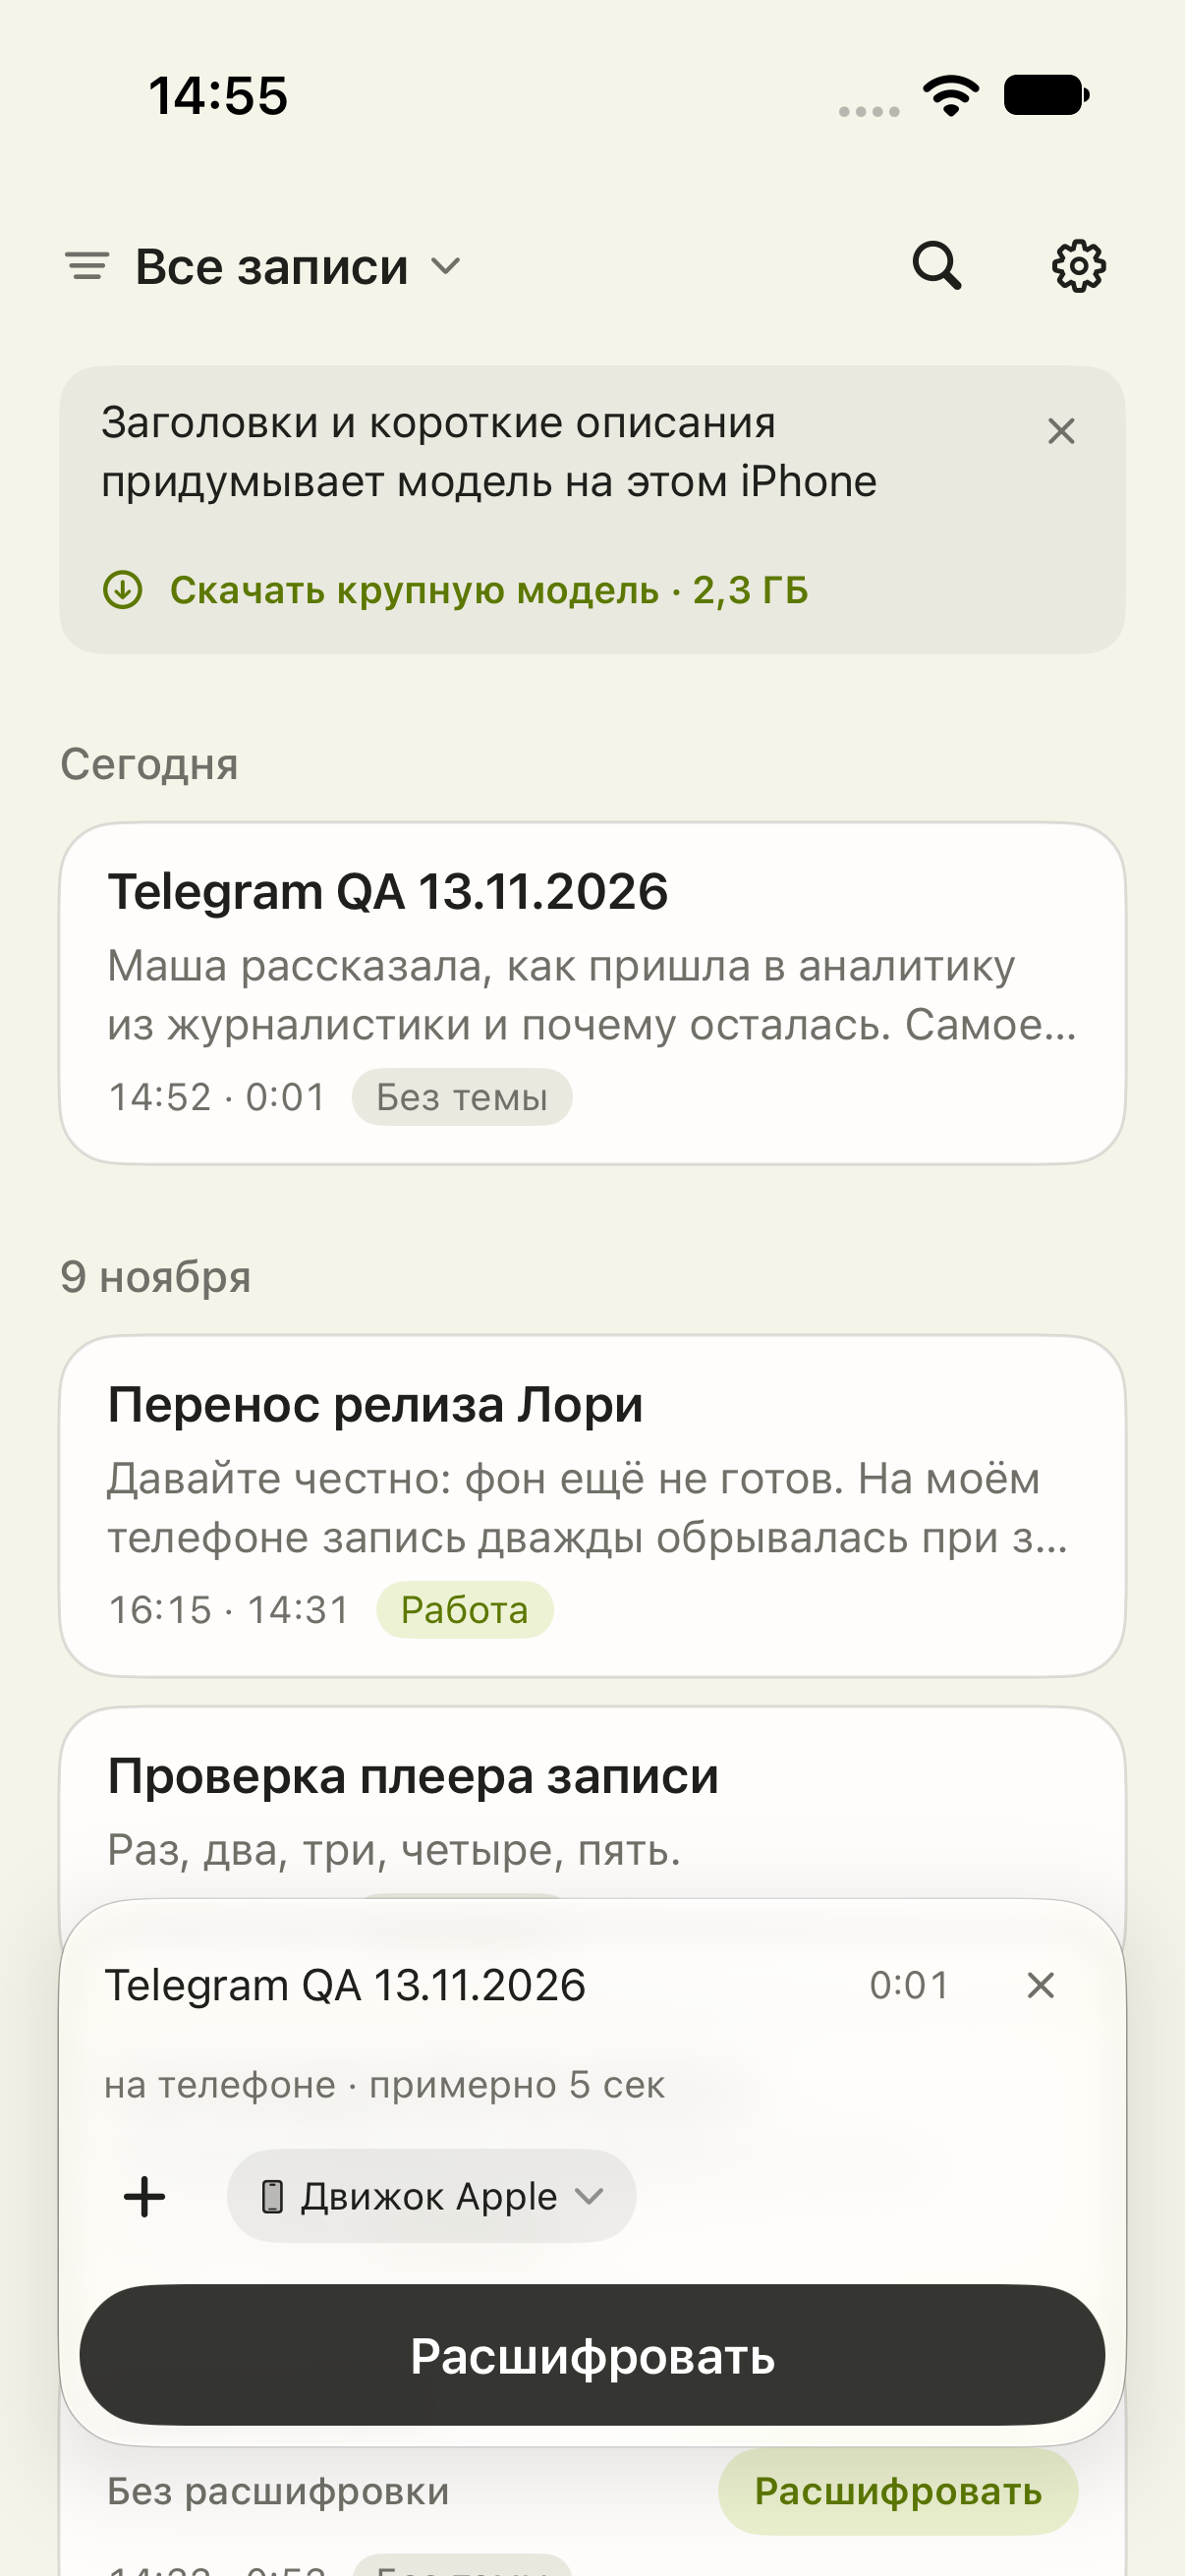 14:55
Все записи
Заголовки и короткие описания
придумывает модель на этом iPhone
Скачать крупную модель · 2,3 ГБ
Сегодня
Telegram QA 13.11.2026
Маша рассказала, как пришла в аналитику
из журналистики и почему осталась. Самое...
14:52 · 0:01 Без темы
9 ноября
Перенос релиза Лори
Давайте честно: фон ещё не готов. На моём
телефоне запись дважды обрывалась при з...
16:15 · 14:31 Работа
Проверка плеера записи
Раз, два, три, четыре, пять.
Telegram QA 13.11.2026 0:01
на телефоне · примерно 5 сек
Движок Apple
Расшифровать
Без расшифровки Расшифровать